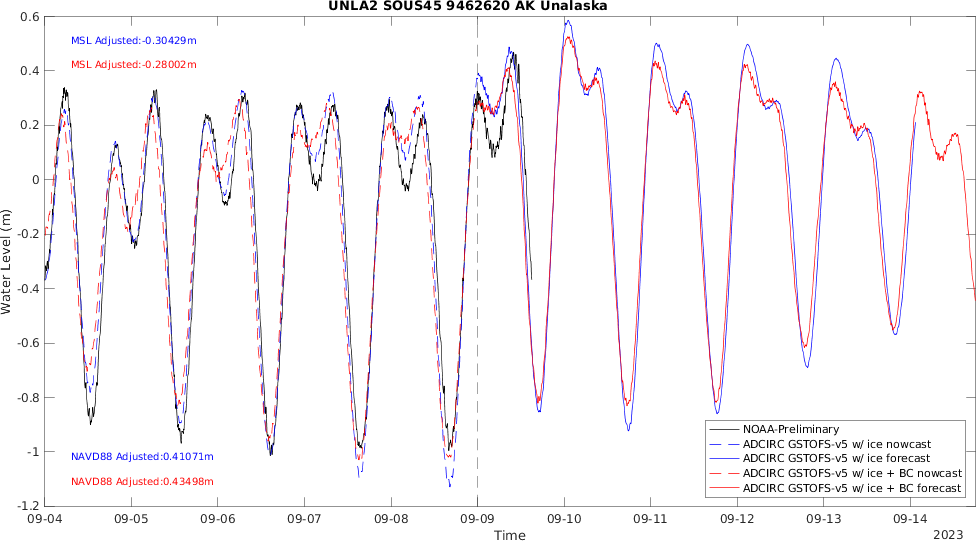 UNLA2 SOUS45 9462620 AK Unalaska
MSL Adjusted:-0.30429m
MSL Adjusted:-0.28002m
NAVD88 Adjusted:0.41071m
NAVD88 Adjusted:0.43498m
Water Level (m)
0.6
0.4
0.2
0
-0.2
-0.4
-0.6
-0.8
-1
-1.2
NOAA-Preliminary
ADCIRC GSTOFS-v5 w/ ice nowcast
ADCIRC GSTOFS-v5 w/ ice forecast
ADCIRC GSTOFS-v5 w/ ice + BC nowcast
ADCIRC GSTOFS-v5 w/ ice + BC forecast
09-04 09-05 09-06 09-07 09-08 09-09 09-10 09-11 09-12 09-13 09-14
Time
2023